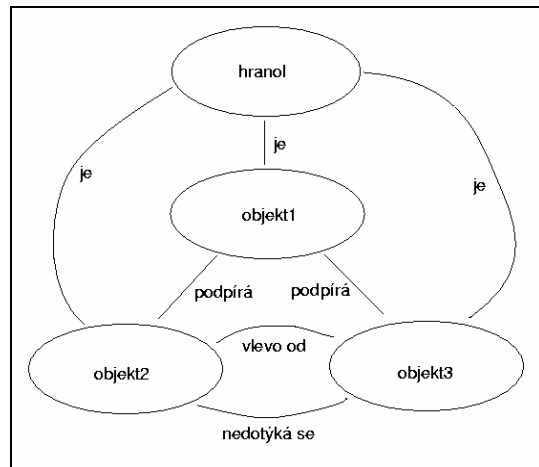 hranol
je
je
je
objekt1
podpírá
podpírá
vlevo od
objekt2
objekt3
nedotýká se